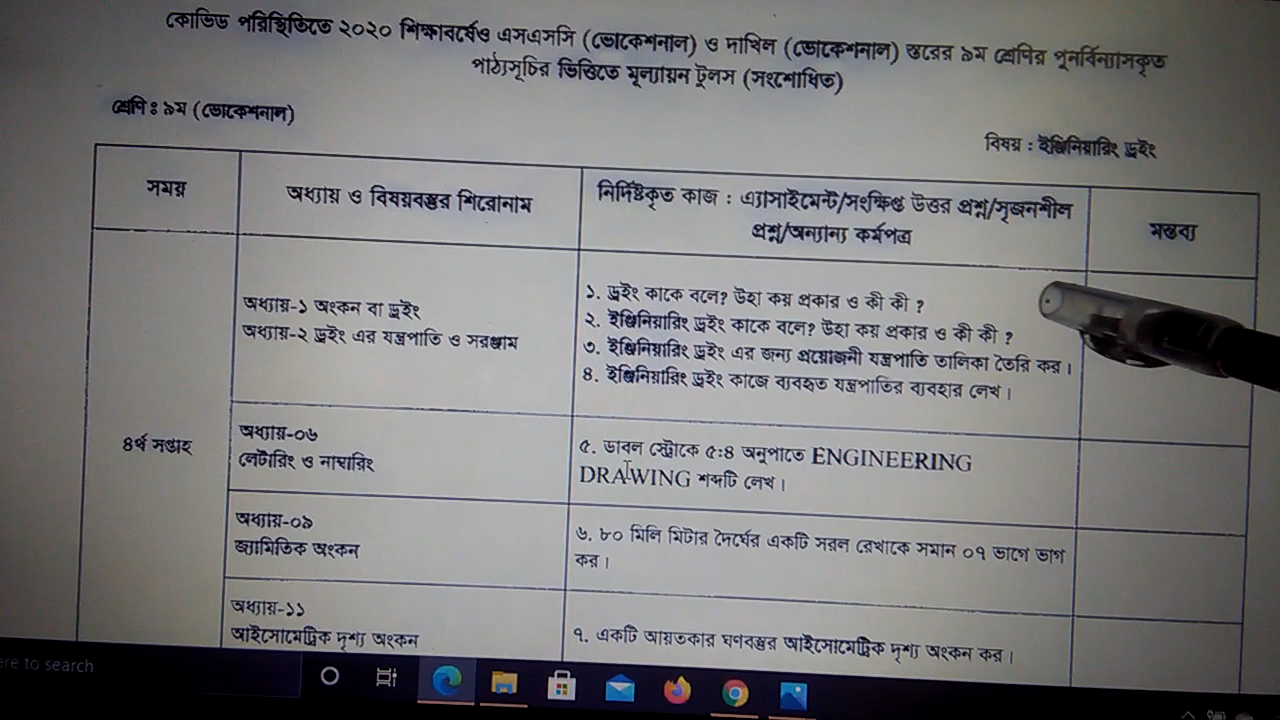 কোভিড পরিস্থিতিতে ২০২০ শিক্ষাবর্ষেও এসএসসি (ভোকেশনাল) ও দাখিল (ভোকেশনাল) স্তরের ৯ম শ্রেণির পূনর্বিন্যাসকৃত
পাঠ্যসূচির ভিত্তিতে মূল্যায়ন টুলস (সংশোধিত)
শ্রেণি : ৯ম (ভোকেশনাল)
বিষয় : ইঞ্জিনিয়ারিং ড্রইং
সময়
অধ্যায় ও বিষয়বস্তুর শিরোনাম
নির্দিষ্টকৃত কাজ : এ্যাসাইমেন্ট/সংক্ষিপ্ত উত্তর প্রশ্ন/সৃজনশীল
প্রশ্ন/অন্যান্য কর্মপত্র
মন্তব্য
৪র্থ সপ্তাহ
অধ্যায়-১ অংকন বা ড্রইং
অধ্যায়-২ ড্রইং এর যন্ত্রপাতি ও সরঞ্জাম
১. ড্রইং কাকে বলে? উহা কয় প্রকার ও কী কী ?
২. ইঞ্জিনিয়ারিং ড্রইং কাকে বলে? উহা কয় প্রকার ও কী কী ?
৩. ইঞ্জিনিয়ারিং ড্রইং এর জন্য প্রয়োজনী যন্ত্রপাতি তালিকা তৈরি কর।
৪. ইঞ্জিনিয়ারিং ড্রইং কাজে ব্যবহৃত যন্ত্রপাতির ব্যবহার লেখ।
অধ্যায়-০৬
লেটারিং ও নাম্বারিং
৫. ডাবল স্ট্রোকে ৫:৪ অনুপাতে ENGINEERING
DRAWING শব্দটি লেখ।
অধ্যায়-০৯
জ্যামিতিক অংকন
৬. ৮০ মিলি মিটার দৈর্ঘের একটি সরল রেখাকে সমান ০৭ ভাগে ভাগ
কর।
অধ্যায়-১১
আইসোমেট্রিক দৃশ্য অংকন
৭. একটি আয়তকার ঘণবস্তুর আইসোমেট্রিক দৃশ্য অংকন কর।
ere to search